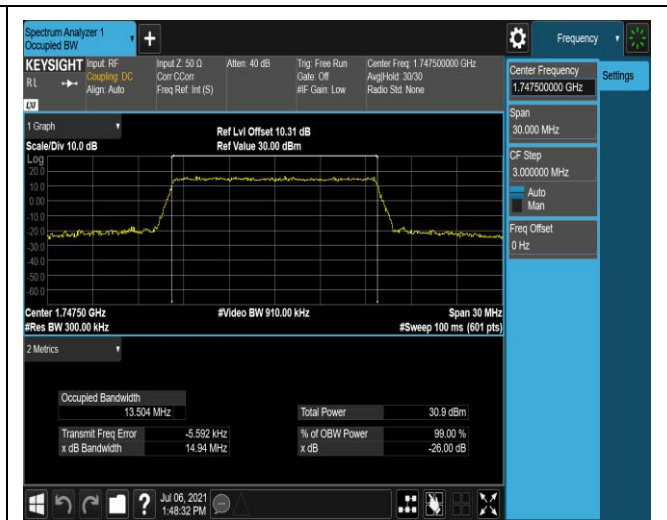 Spectrum Analyzer 1
Occupied BW
+
Frequency
KEYSIGHT
RL
LXI
Input: RF
Coupling: DC
Align: Auto
Input Z: 50 Ω
Corr CCorr
Freq Ref: Int (S)
Atten: 40 dB
Trig: Free Run
Gate: Off
#IF Gain: Low
Center Freq: 1.747500000 GHz
Avg|Hold: 30/30
Radio Std: None
Center Frequency
1.747500000 GHz
Settings
Span
30.000 MHz
CF Step
3.000000 MHz
Auto
Man
Freq Offset
0 Hz
1 Graph
Scale/Div 10.0 dB
Ref Lvl Offset 10.31 dB
Ref Value 30.00 dBm
Log
20.0
10.0
0.00
-10.0
-20.0
-30.0
-40.0
-50.0
-60.0
Center 1.74750 GHz
#Res BW 300.00 kHz
#Video BW 910.00 kHz
Span 30 MHz
#Sweep 100 ms (601 pts)
2 Metrics
Occupied Bandwidth
13.504 MHz
Total Power 30.9 dBm
Transmit Freq Error -5.592 kHz
% of OBW Power 99.00 %
x dB Bandwidth 14.94 MHz
x dB -26.00 dB
?
Jul 06, 2021
1:48:32 PM